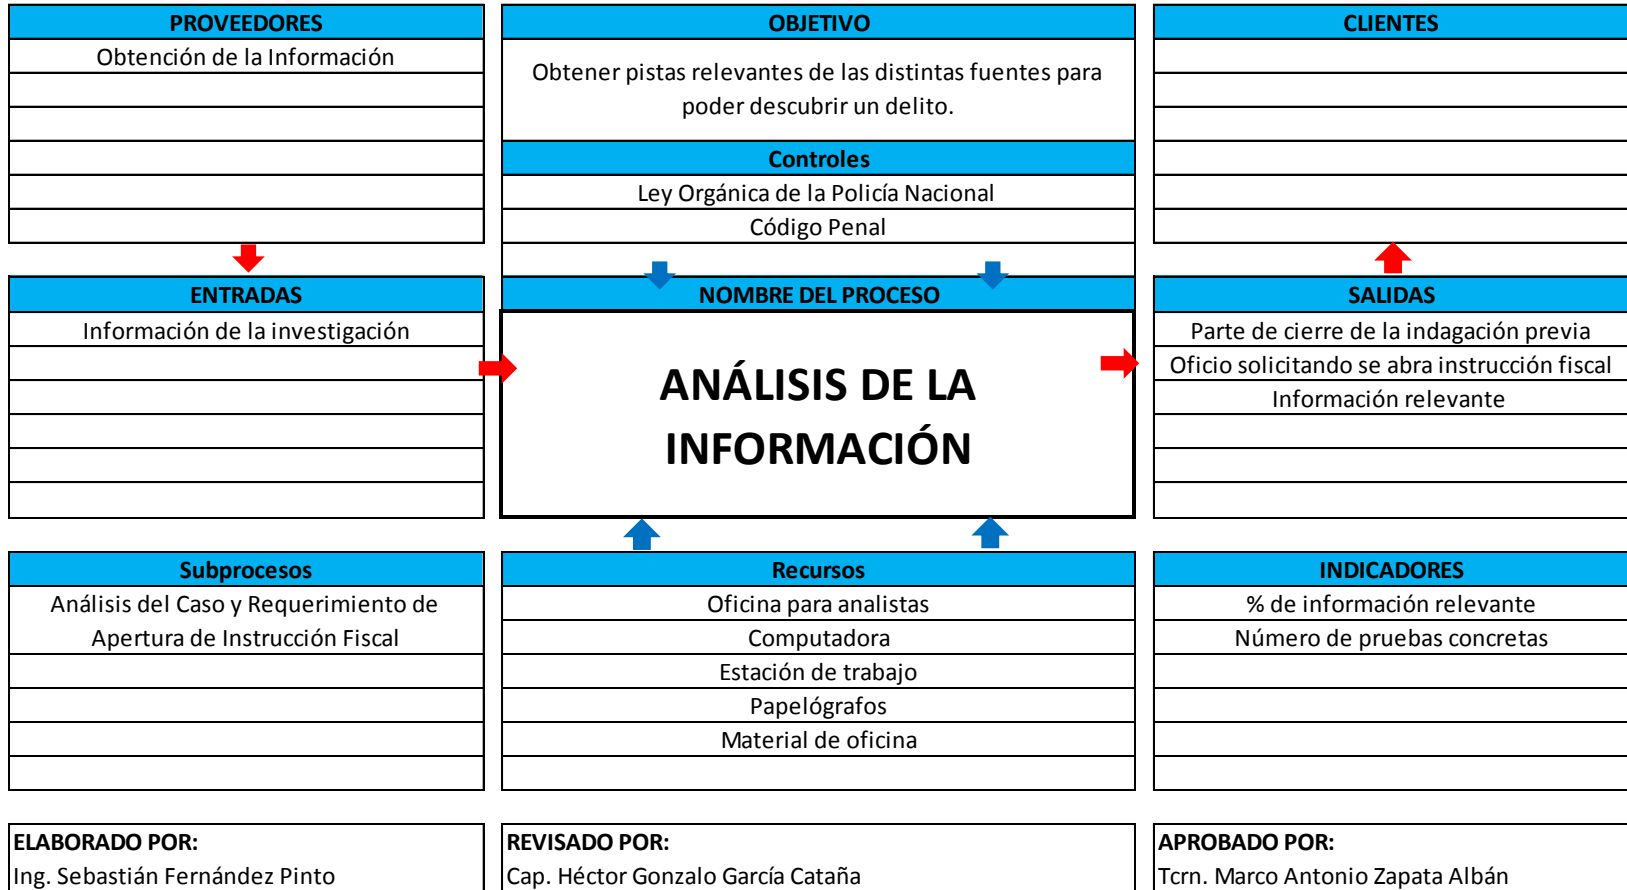 PROVEEDORES
Obtención de la Información
OBJETIVO
Obtener pistas relevantes de las distintas fuentes para
poder descubrir un delito.
Controles
Ley Orgánica de la Policía Nacional
Código Penal
CLIENTES
ENTRADAS
Información de la investigación
NOMBRE DEL PROCESO
ANÁLISIS DE LA
INFORMACIÓN
SALIDAS
Parte de cierre de la indagación previa
Oficio solicitando se abra instrucción fiscal
Información relevante
Subprocesos
Análisis del Caso y Requerimiento de
Apertura de Instrucción Fiscal
Recursos
Oficina para analistas
Computadora
Estación de trabajo
Papelógrafos
Material de oficina
INDICADORES
% de información relevante
Número de pruebas concretas
ELABORADO POR:
Ing. Sebastián Fernández Pinto
REVISADO POR:
Cap. Héctor Gonzalo García Cataña
APROBADO POR:
Tcrn. Marco Antonio Zapata Albán